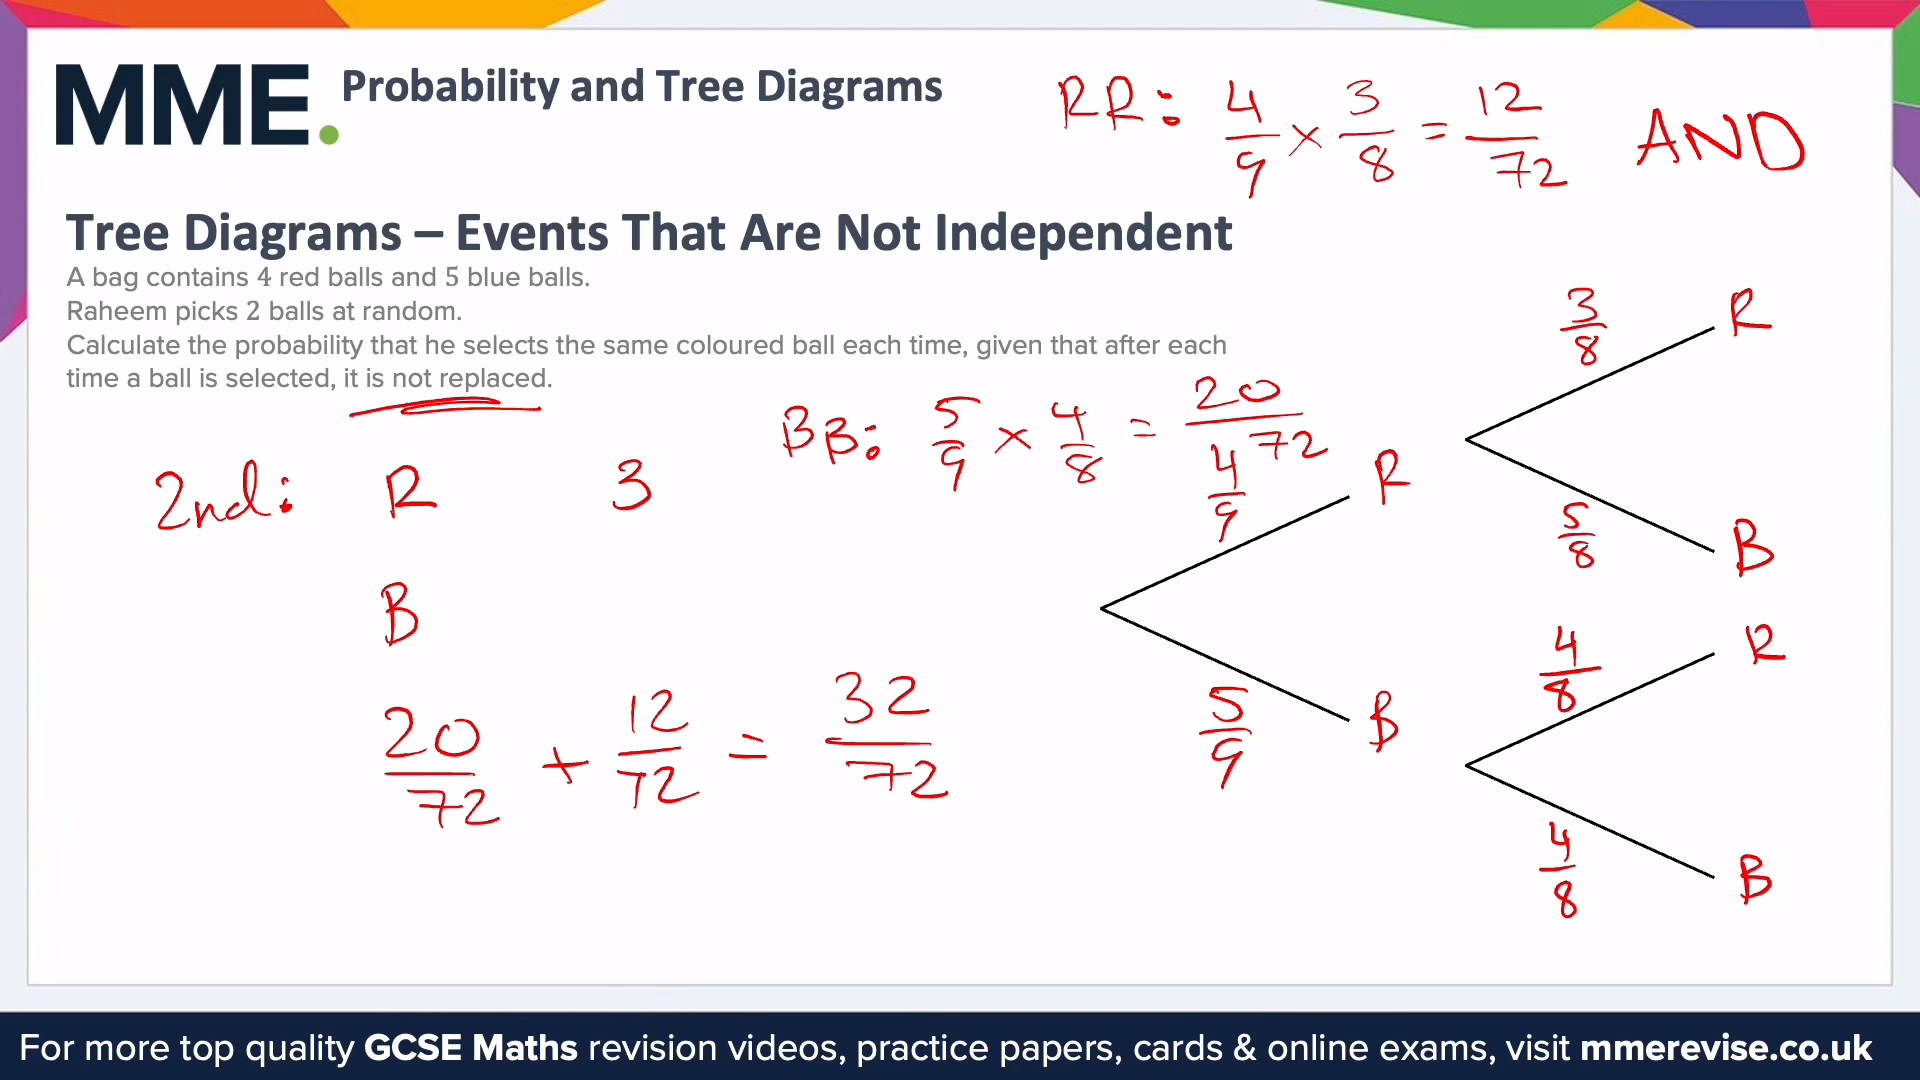 MME. Probability and Tree Diagrams
RR: 4/9 × 3/8 = 12/72 AND
Tree Diagrams – Events That Are Not Independent
A bag contains 4 red balls and 5 blue balls.
Raheem picks 2 balls at random.
Calculate the probability that he selects the same coloured ball each time, given that after each
time a ball is selected, it is not replaced.
BB: 5/9 × 4/8 = 20/72
2nd: R 3
B
20/72 + 12/72 = 32/72
4/9 R
5/9 B
3/8 R
5/8 B
4/8 R
4/8 B
For more top quality GCSE Maths revision videos, practice papers, cards & online exams, visit mmerevise.co.uk